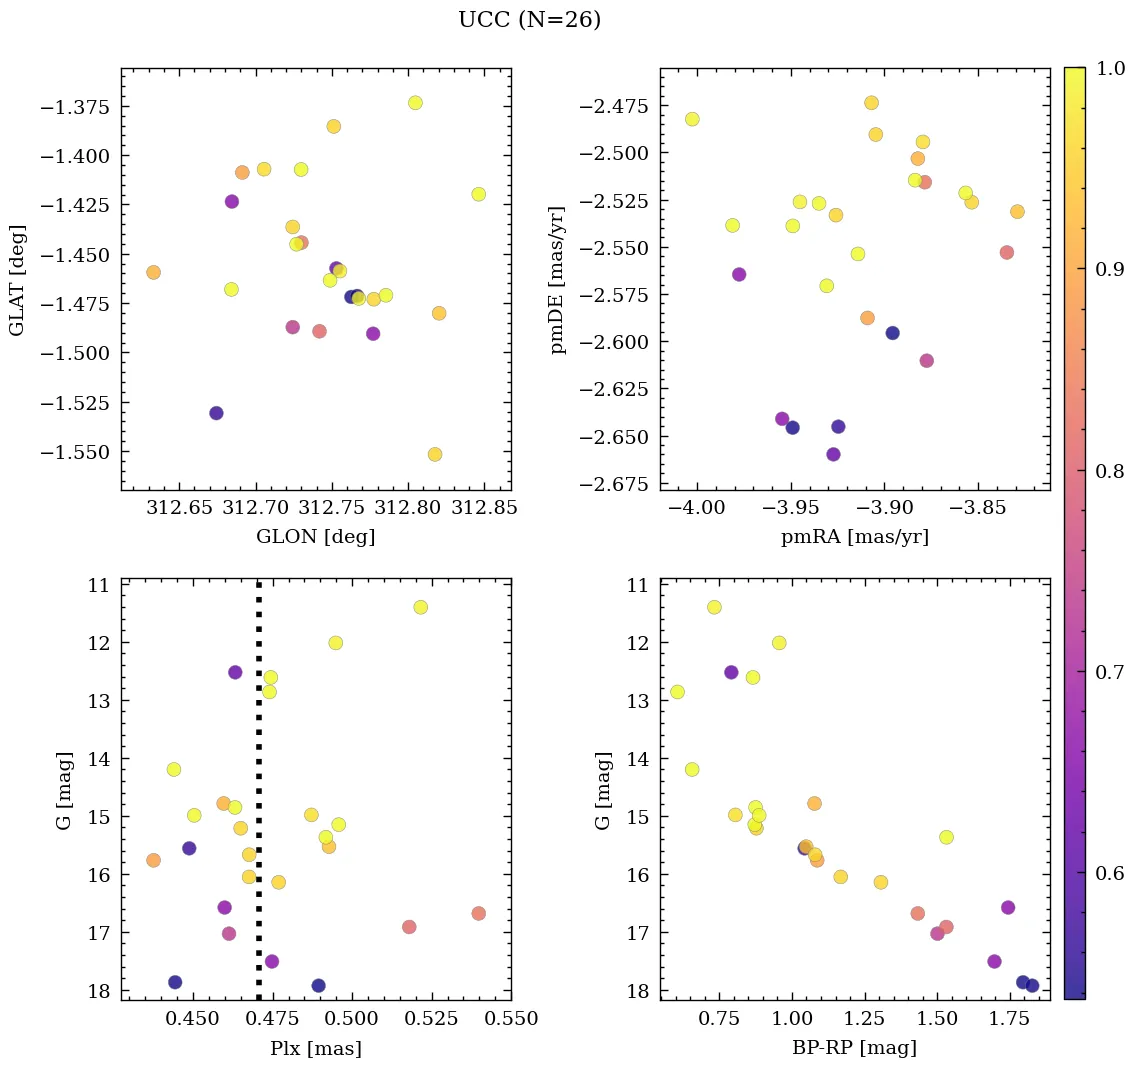 UCC (N=26)
−1.375
−1.400
−1.425
−1.450
−1.475
−1.500
−1.525
−1.550
GLAT [deg]
312.65 312.70 312.75 312.80 312.85
GLON [deg]
−2.475
−2.500
−2.525
−2.550
−2.575
−2.600
−2.625
−2.650
−2.675
pmDE [mas/yr]
−4.00 −3.95 −3.90 −3.85
pmRA [mas/yr]
1.0
0.9
0.8
0.7
0.6
11
12
13
14
15
16
17
18
G [mag]
0.450 0.475 0.500 0.525 0.550
Plx [mas]
11
12
13
14
15
16
17
18
G [mag]
0.75 1.00 1.25 1.50 1.75
BP-RP [mag]